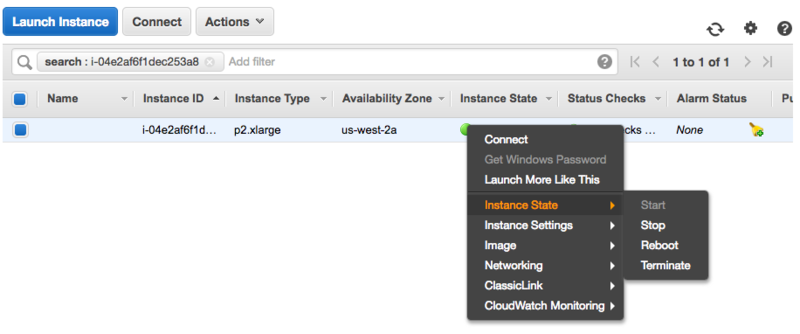 Launch Instance Connect Actions
search : i-04e2af6f1dec253a8 Add filter 1 to 1 of 1
Name Instance ID Instance Type Availability Zone Instance State Status Checks Alarm Status Pu
i-04e2af6f1d... p2.xlarge us-west-2a checks ... None
Connect
Get Windows Password
Launch More Like This
Instance State Start
Instance Settings Stop
Image Reboot
Networking Terminate
ClassicLink
CloudWatch Monitoring